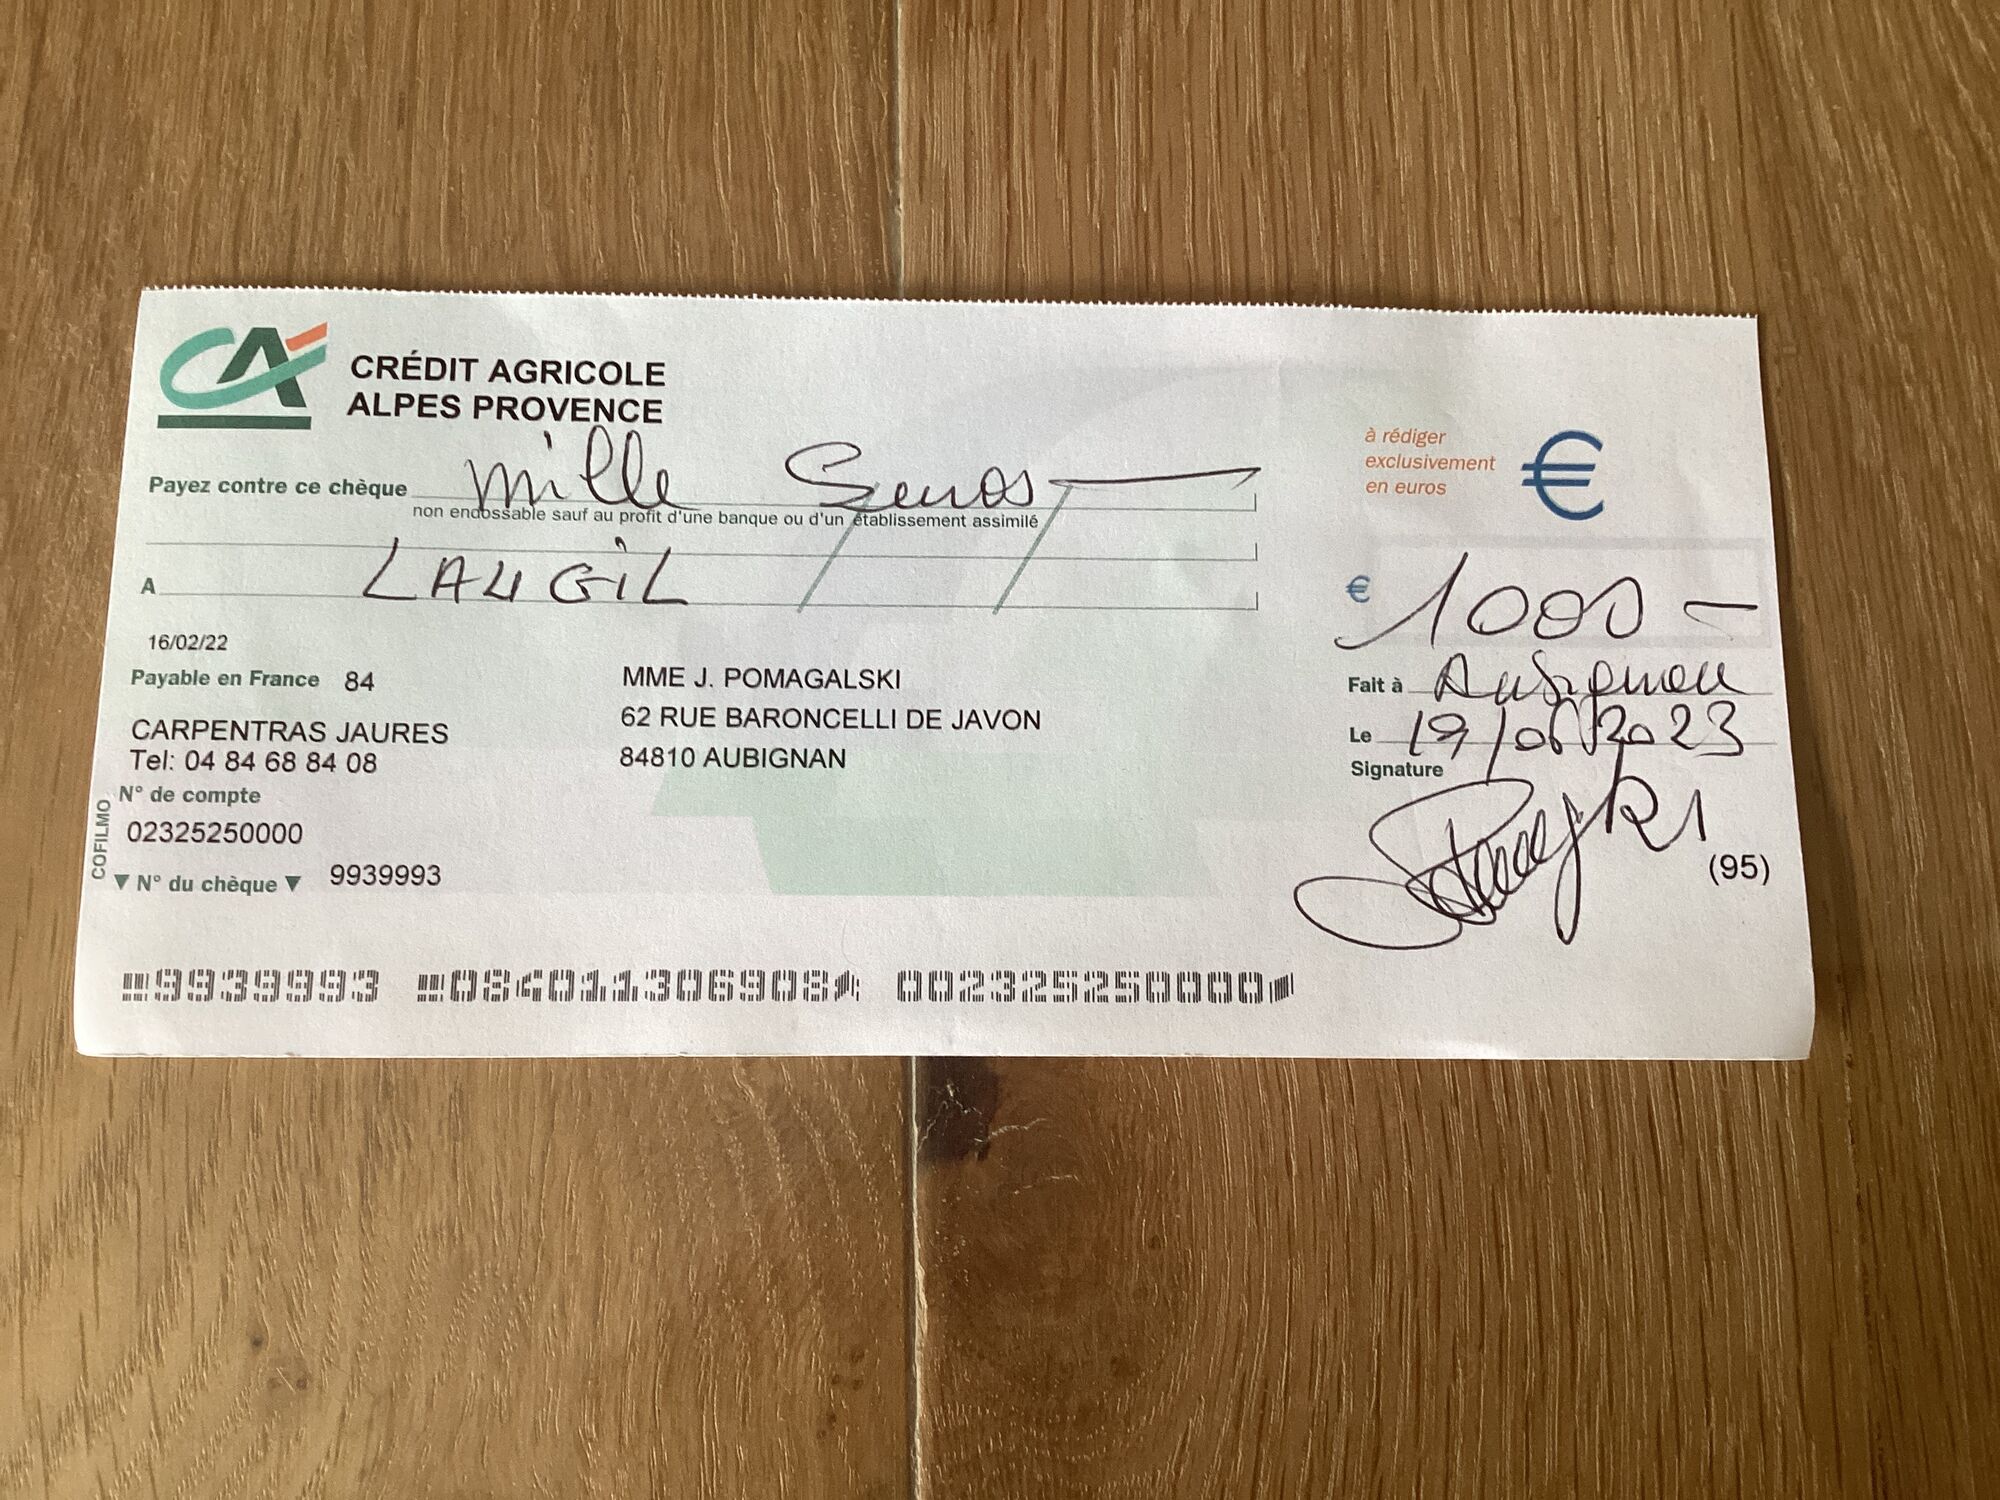 CRÉDIT AGRICOLE
ALPES PROVENCE
à rédiger
exclusivement
en euros
€
Payez contre ce chèque mille Euros
non endossable sauf au profit d'une banque ou d'un établissement assimilé
A LAUGIL
€ 1000 –
16/02/22
Payable en France 84
CARPENTRAS JAURES
Tel: 04 84 68 84 08
MME J. POMAGALSKI
62 RUE BARONCELLI DE JAVON
84810 AUBIGNAN
Fait à Aubignan
Le 19/06/2023
Signature
(95)
COFILMO
N° de compte
02325250000
▼ N° du chèque ▼ 9939993
9939993 084011306908 002325250000